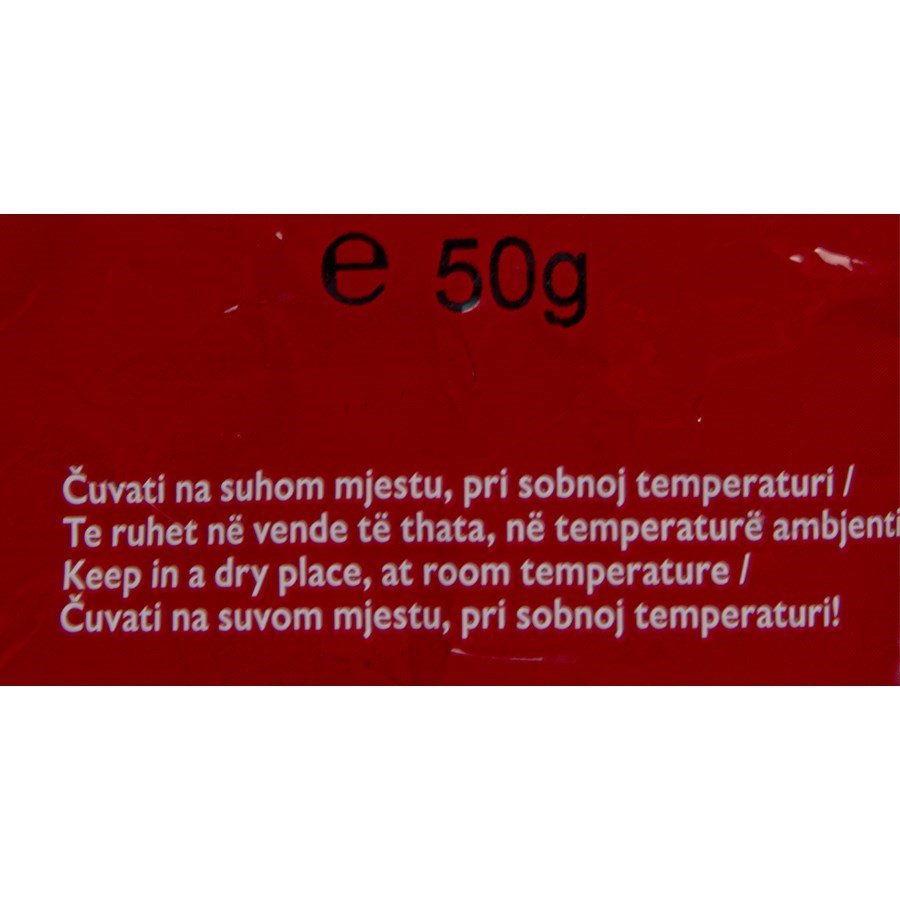 e 50g
Čuvati na suhom mjestu, pri sobnoj temperaturi /
Te ruhet në vende të thata, në temperaturë ambjenti
Keep in a dry place, at room temperature /
Čuvati na suvom mjestu, pri sobnoj temperaturi!